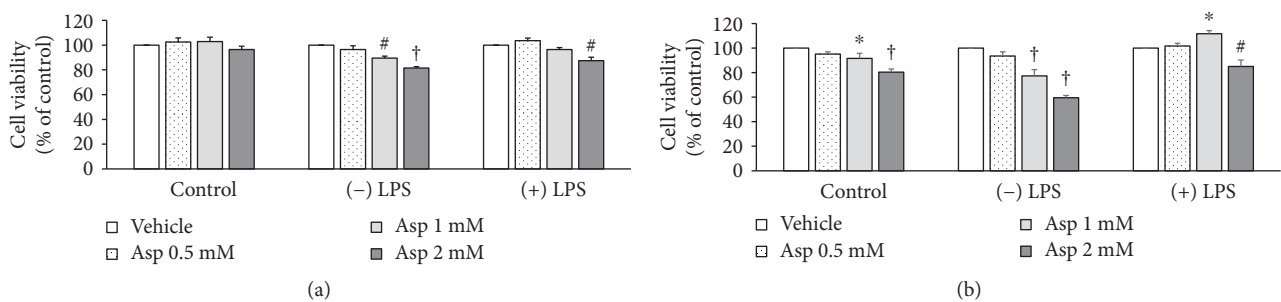 Cell viability
(% of control)
120
100
80
60
40
20
0
# † #
Control (−) LPS (+) LPS
Vehicle
Asp 0.5 mM
Asp 1 mM
Asp 2 mM
(a)
Cell viability
(% of control)
120
100
80
60
40
20
0
* † † † * #
Control (−) LPS (+) LPS
Vehicle
Asp 0.5 mM
Asp 1 mM
Asp 2 mM
(b)